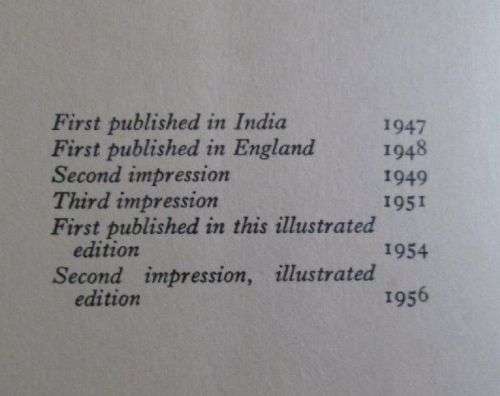 First published in India 1947
First published in England 1948
Second impression 1949
Third impression 1951
First published in this illustrated
edition 1954
Second impression, illustrated
edition 1956